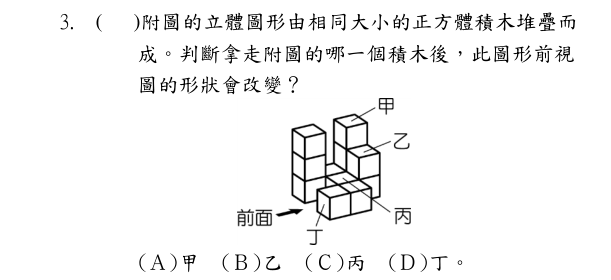 3. (　)附圖的立體圖形由相同大小的正方體積木堆疊而
成。判斷拿走附圖的哪一個積木後，此圖形前視
圖的形狀會改變？
甲
乙
丙
前面
丁
(A)甲　(B)乙　(C)丙　(D)丁。